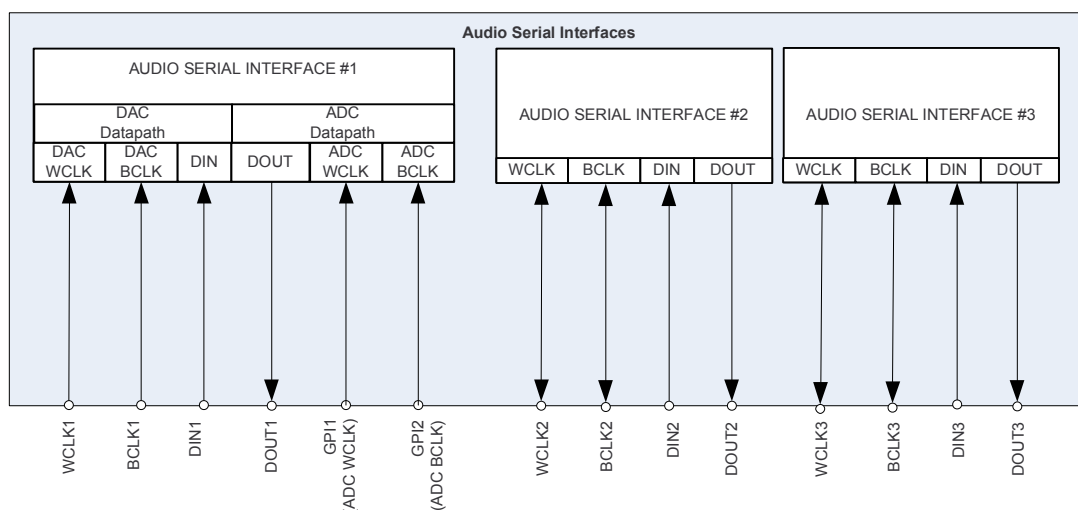 Audio Serial Interfaces
AUDIO SERIAL INTERFACE #1
DAC
Datapath
ADC
Datapath
DAC
WCLK
DAC
BCLK
DIN
DOUT
ADC
WCLK
ADC
BCLK
AUDIO SERIAL INTERFACE #2
WCLK
BCLK
DIN
DOUT
AUDIO SERIAL INTERFACE #3
WCLK
BCLK
DIN
DOUT
WCLK1
BCLK1
DIN1
DOUT1
GPI1
(ADC WCLK)
GPI2
(ADC BCLK)
WCLK2
BCLK2
DIN2
DOUT2
WCLK3
BCLK3
DIN3
DOUT3